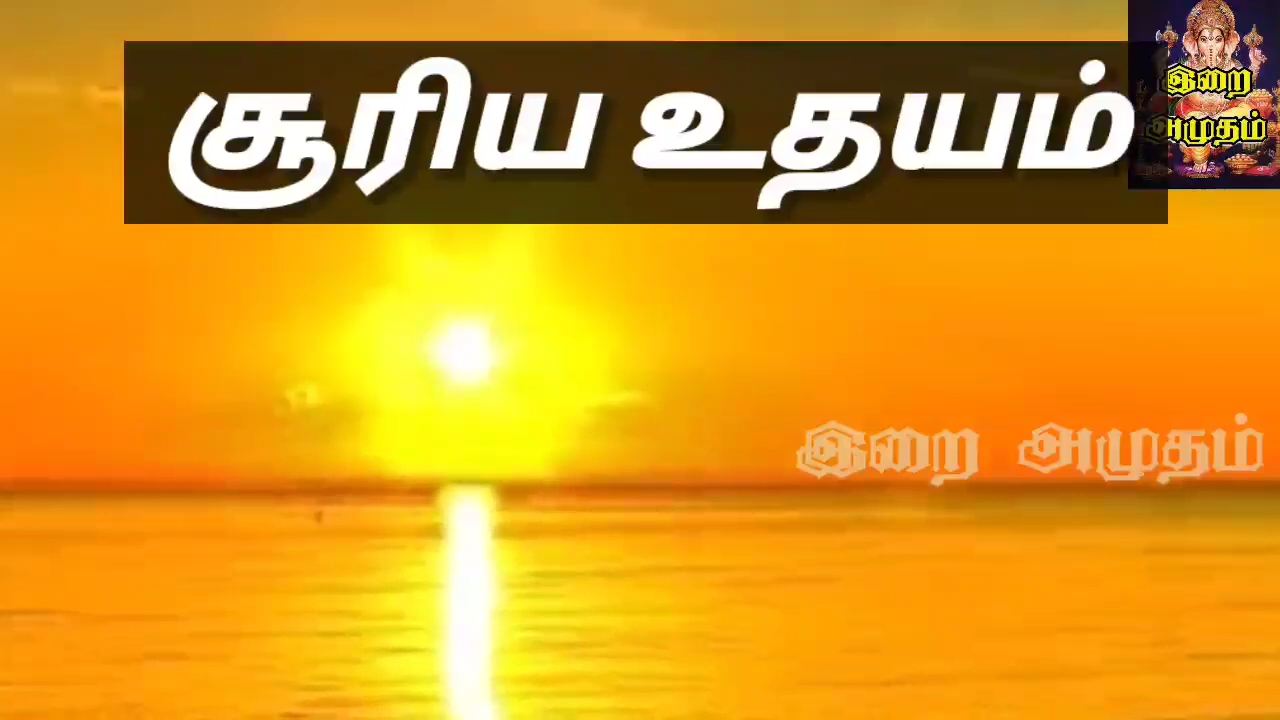 சூரிய உதயம்
இறை
அமுதம்
இறை அமுதம்